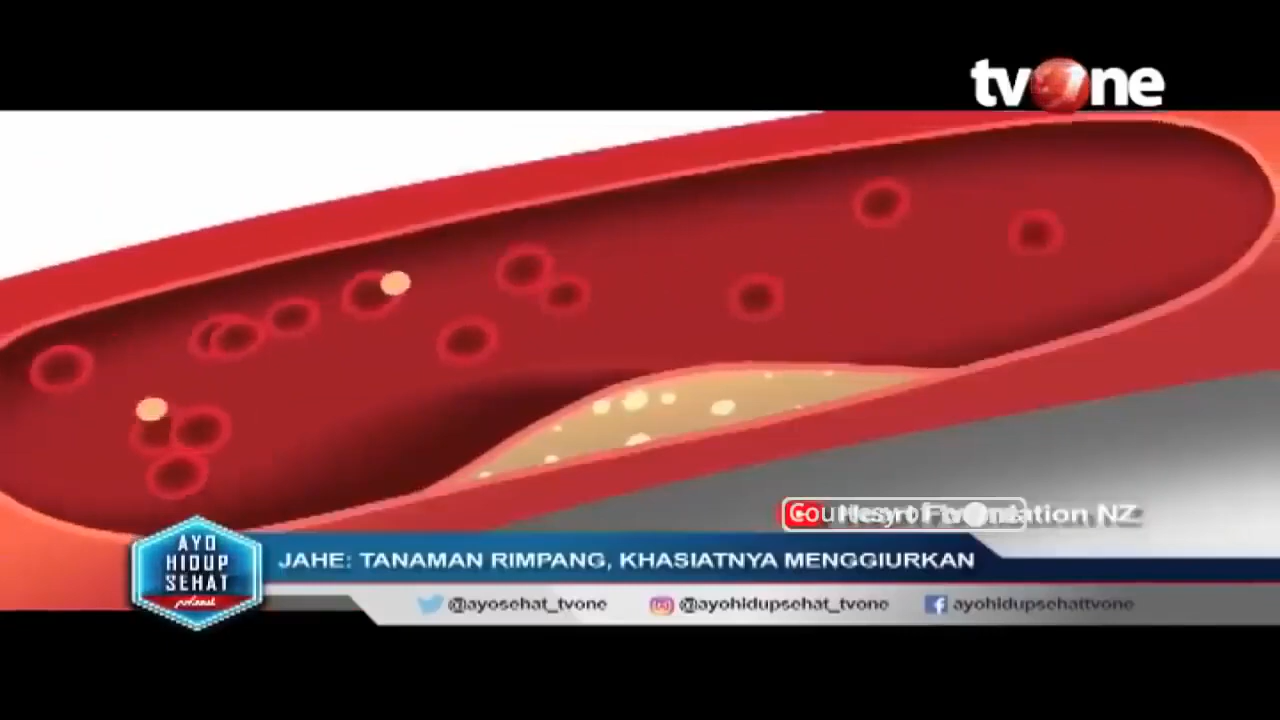 tvOne
AYO
HIDUP
SEHAT
JAHE: TANAMAN RIMPANG, KHASIATNYA MENGGIURKAN
@ayosehat_tvone
@ayohidupsehat_tvone
ayohidupsehattvone